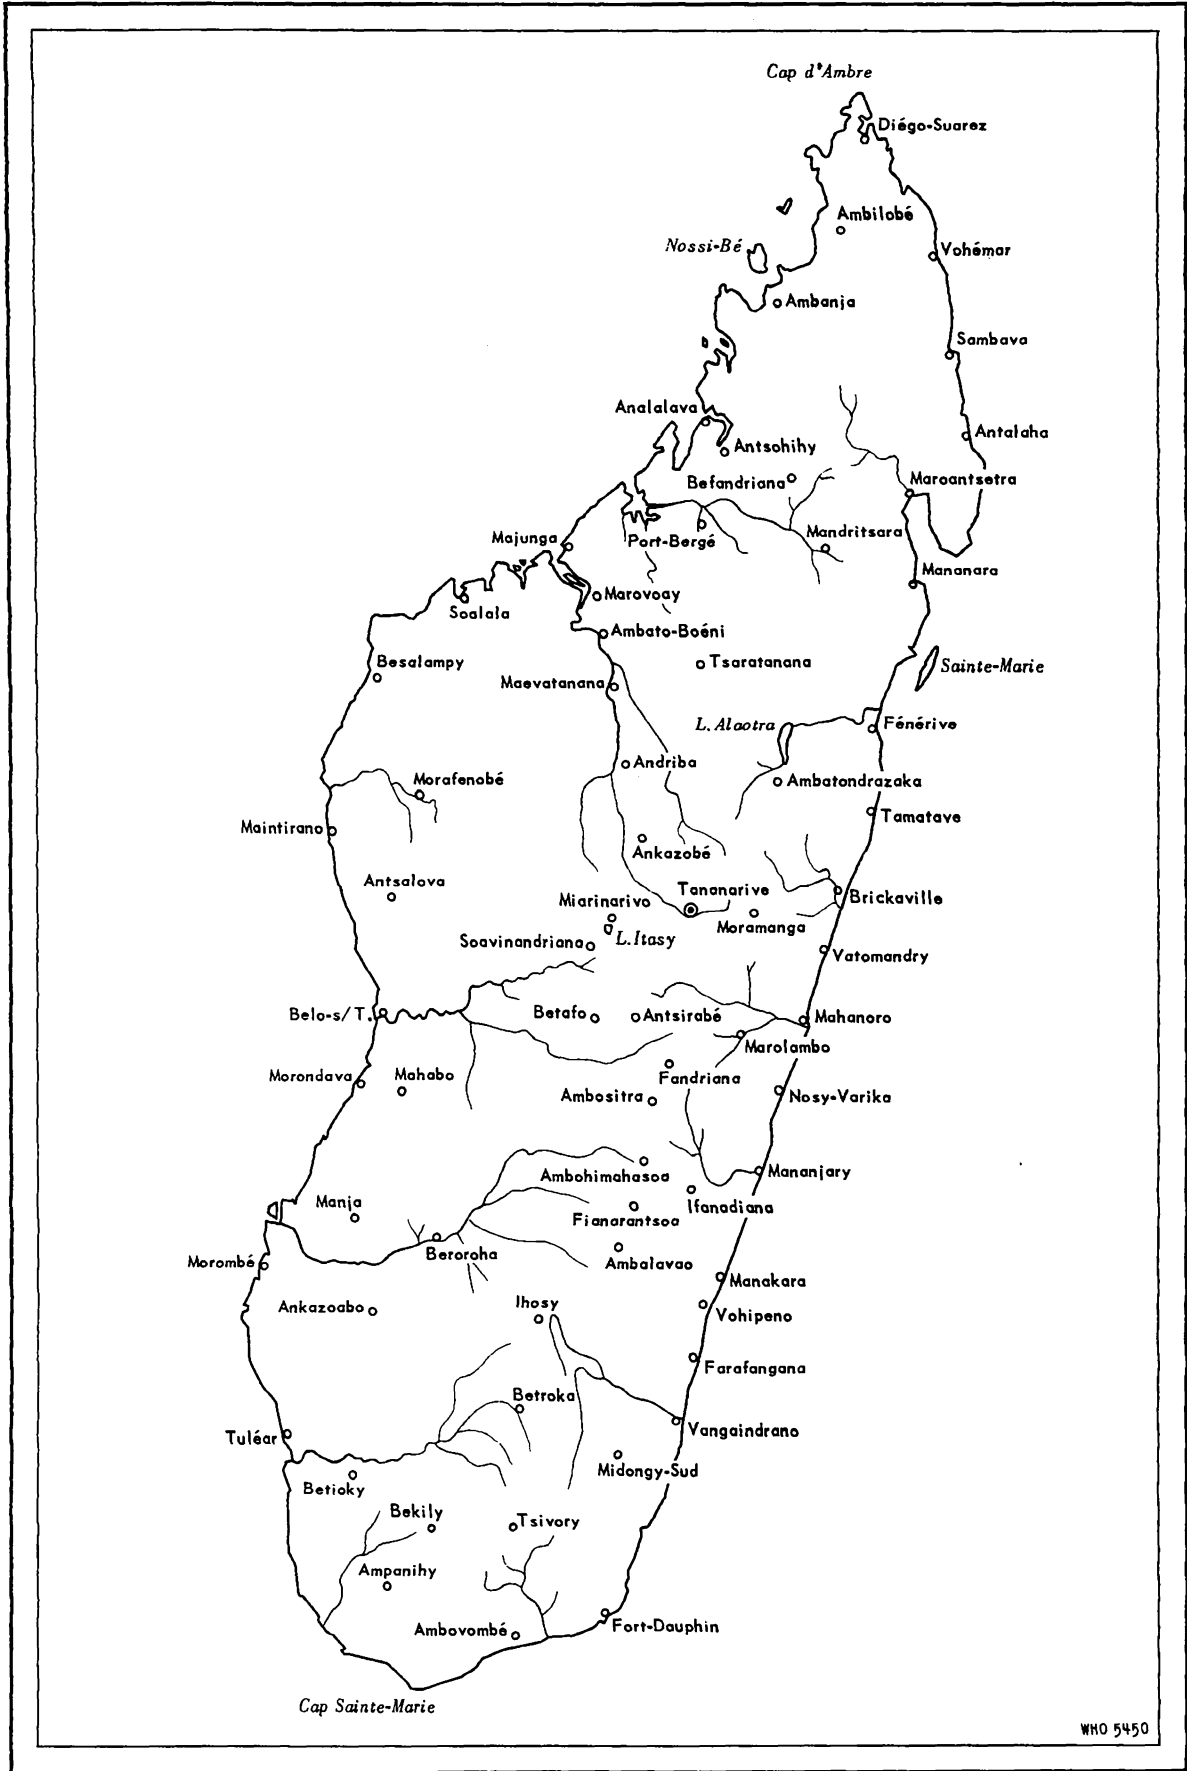 Cap d'Ambre
Diégo-Suarez
Ambilobé
Nossi-Bé
Vohémar
Ambanja
Sambava
Analalava
Antalaha
Antsohihy
Befandriana
Maroantsetra
Port-Bergé
Mandritsara
Majunga
Mananara
Marovoay
Soalala
Ambato-Boéni
Besalampy
Tsaratanana
Sainte-Marie
Maevatanana
L. Alaotra
Fénérive
Andriba
Morafenobé
Ambatondrazaka
Tamatave
Maintirano
Ankazobé
Antsalova
Tananarive
Miarinarivo
Brickaville
Moramanga
L. Itasy
Soavinandriana
Vatomandry
Belo-s/T.
Betafo
Antsirabé
Mahanoro
Marolambo
Morondava
Mahabo
Fandriana
Ambositra
Nosy-Varika
Ambohimahasoa
Mananjary
Manja
Ifanadiana
Fianarantsoa
Beroroha
Morombé
Ambalavao
Manakara
Ankazoabo
Ihosy
Vohipeno
Farafangana
Betroka
Tuléar
Vangaindrano
Midongy-Sud
Betioky
Bekily
Tsivory
Ampanihy
Ambovombé
Fort-Dauphin
Cap Sainte-Marie
WHO 5450